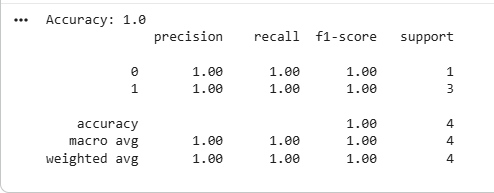 ••• Accuracy: 1.0
precision recall f1-score support
0 1.00 1.00 1.00 1
1 1.00 1.00 1.00 3
accuracy 1.00 4
macro avg 1.00 1.00 1.00 4
weighted avg 1.00 1.00 1.00 4